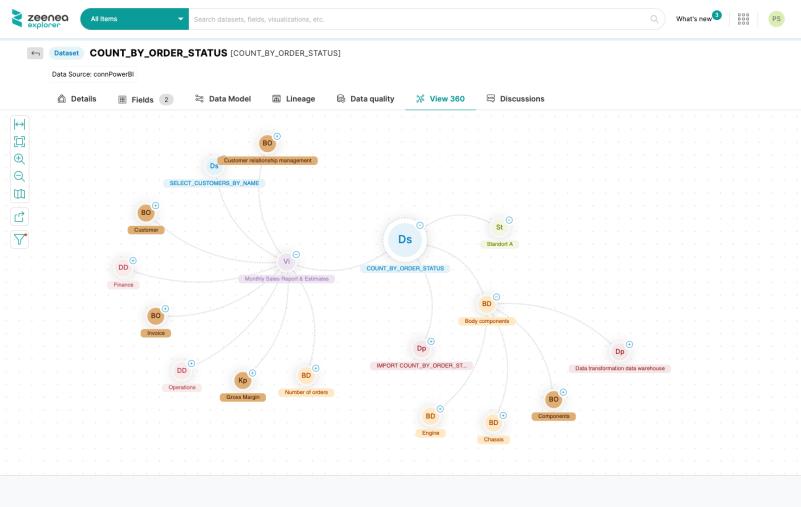 zeenea
explorer
All Items
Search datasets, fields, visualizations, etc.
What's new
3
PS
Dataset
COUNT_BY_ORDER_STATUS [COUNT_BY_ORDER_STATUS]
Data Source: connPowerBI
Details
Fields 2
Data Model
Lineage
Data quality
View 360
Discussions
BO
Customer relationship management
Ds
SELECT_CUSTOMERS_BY_NAME
BO
Customer
Ds
COUNT_BY_ORDER_STATUS
St
Standort A
Vi
Monthly Sales Report & Estimates
DD
Finance
BD
Body components
BO
Invoice
Dp
IMPORT COUNT_BY_ORDER_ST...
Dp
Data transformation data warehouse
DD
Operations
Kp
Gross Margin
BD
Number of orders
BO
Components
BD
Engine
BD
Chassis